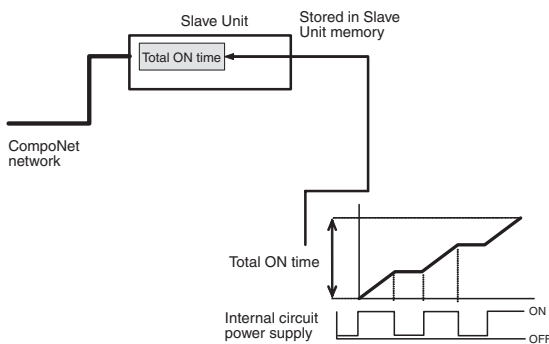 Slave Unit
Stored in Slave
Unit memory
Total ON time
CompoNet
network
Total ON time
Internal circuit
power supply
ON
OFF